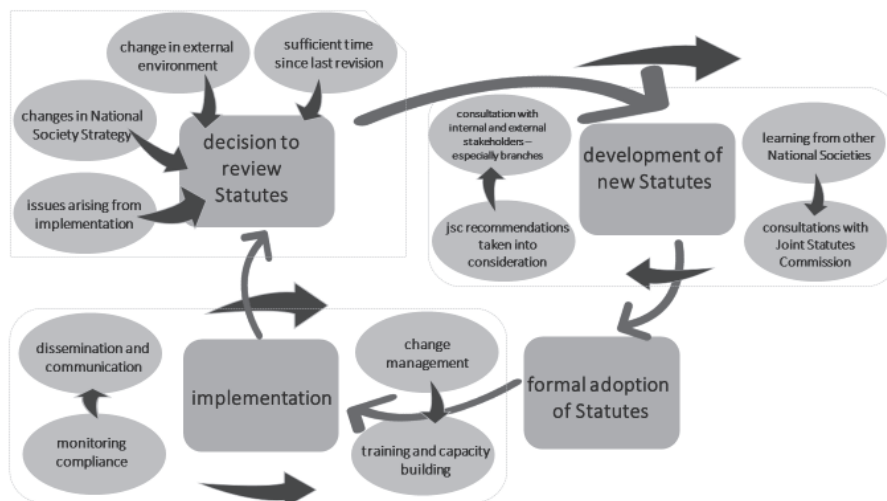 change in external
environment
sufficient time
since last revision
changes in National
Society Strategy
issues arising from
implementation
decision to
review
Statutes
consultation with
internal and external
stakeholders–
especially branches
jsc recommendations
taken into
consideration
development of
new Statutes
learning from other
National Societies
consultations with
Joint Statutes
Commission
formal adoption
of Statutes
change
management
training and capacity
building
implementation
dissemination and
communication
monitoring
compliance